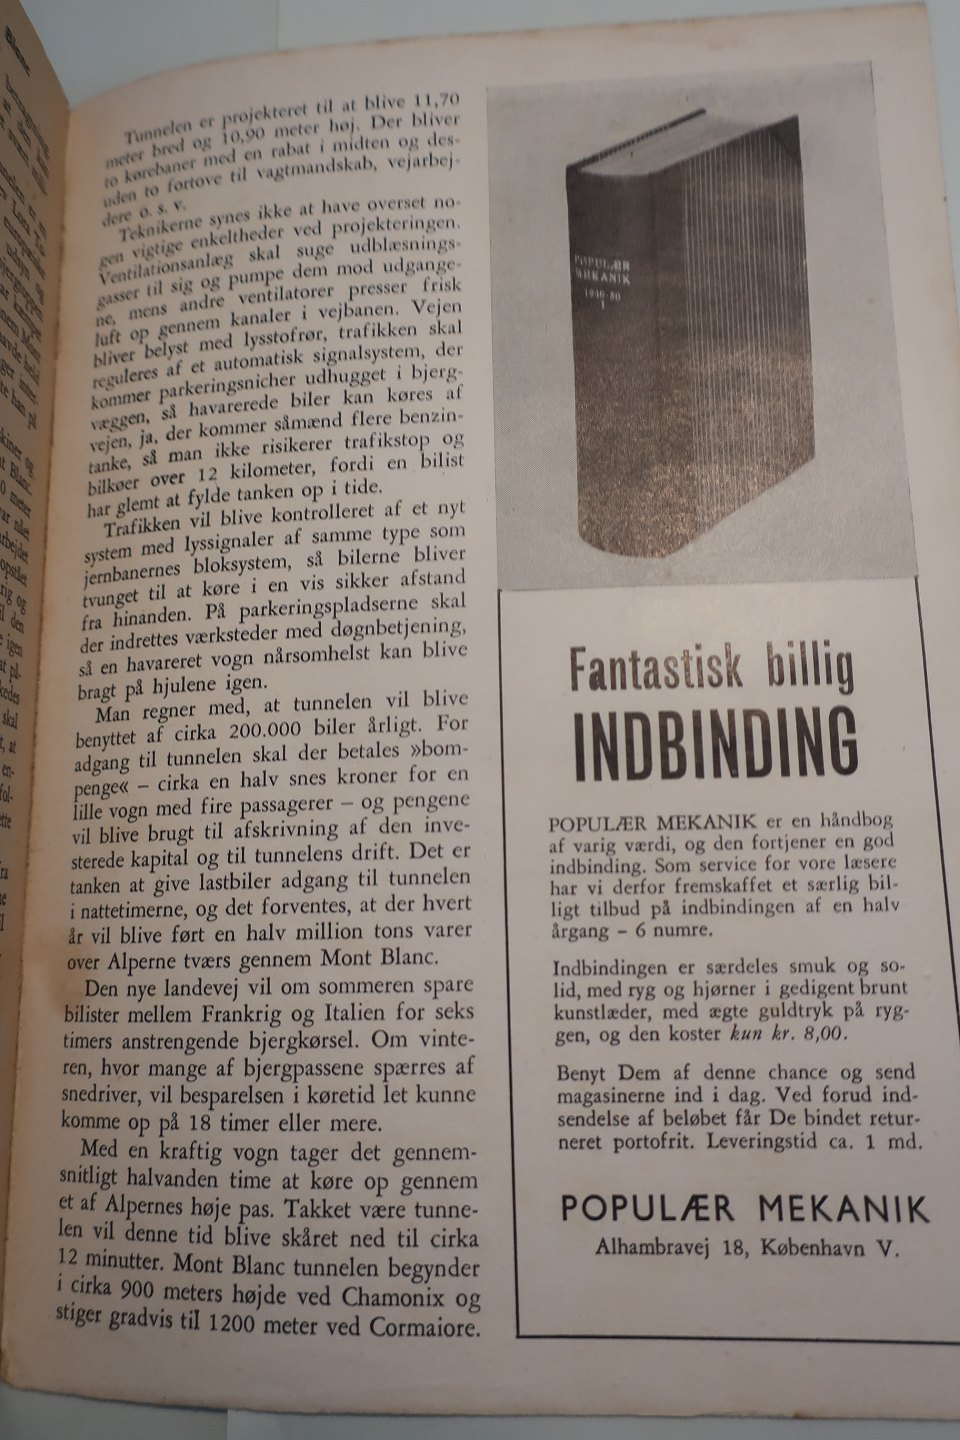 Tunnelen er projekteret til at blive 11,70
meter bred og 10,90 meter høj. Der bliver
to kørebaner med en rabat i midten og des-
uden to fortove til vagtmandskab, vejarbej-
dere o. s. v.
Teknikerne synes ikke at have overset no-
gen vigtige enkeltheder ved projekteringen.
Ventilationsanlæg skal suge udblæsnings-
gasser til sig og pumpe dem mod udgange-
ne, mens andre ventilatorer presser frisk
luft op gennem kanaler i vejbanen. Vejen
bliver belyst med lysstofrør, trafikken skal
reguleres af et automatisk signalsystem, der
kommer parkeringsnicher udhugget i bjerg-
væggen, så havarerede biler kan køres af
vejen, ja, der kommer såmænd flere benzin-
tanke, så man ikke risikerer trafikstop og
bilkøer over 12 kilometer, fordi en bilist
har glemt at fylde tanken op i tide.
Trafikken vil blive kontrolleret af et nyt
system med lyssignaler af samme type som
jernbanernes bloksystem, så bilerne bliver
tvunget til at køre i en vis sikker afstand
fra hinanden. På parkeringspladserne skal
der indrettes værksteder med døgnbetjening,
så en havareret vogn nårsomhelst kan blive
bragt på hjulene igen.
Man regner med, at tunnelen vil blive
benyttet af cirka 200.000 biler årligt. For
adgang til tunnelen skal der betales »bom-
penge« – cirka en halv snes kroner for en
lille vogn med fire passagerer – og pengene
vil blive brugt til afskrivning af den inve-
sterede kapital og til tunnelens drift. Det er
tanken at give lastbiler adgang til tunnelen
i nattetimerne, og det forventes, at der hvert
år vil blive ført en halv million tons varer
over Alperne tværs gennem Mont Blanc.
Den nye landevej vil om sommeren spare
bilister mellem Frankrig og Italien for seks
timers anstrengende bjergkørsel. Om vinte-
ren, hvor mange af bjergpassene spærres af
snedriver, vil besparelsen i køretid let kunne
komme op på 18 timer eller mere.
Med en kraftig vogn tager det gennem-
snitligt halvanden time at køre op gennem
et af Alpernes høje pas. Takket være tunne-
len vil denne tid blive skåret ned til cirka
12 minutter. Mont Blanc tunnelen begynder
i cirka 900 meters højde ved Chamonix og
stiger gradvis til 1200 meter ved Cormaiore.
POPULÆR
MEKANIK
1949-50
1
Fantastisk billig
INDBINDING
POPULÆR MEKANIK er en håndbog
af varig værdi, og den fortjener en god
indbinding. Som service for vore læsere
har vi derfor fremskaffet et særlig bil-
ligt tilbud på indbindingen af en halv
årgang – 6 numre.
Indbindingen er særdeles smuk og so-
lid, med ryg og hjørner i gedigent brunt
kunstlæder, med ægte guldtryk på ryg-
gen, og den koster kun kr. 8,00.
Benyt Dem af denne chance og send
magasinerne ind i dag. Ved forud ind-
sendelse af beløbet får De bindet retur-
neret portofrit. Leveringstid ca. 1 md.
POPULÆR MEKANIK
Alhambravej 18, København V.